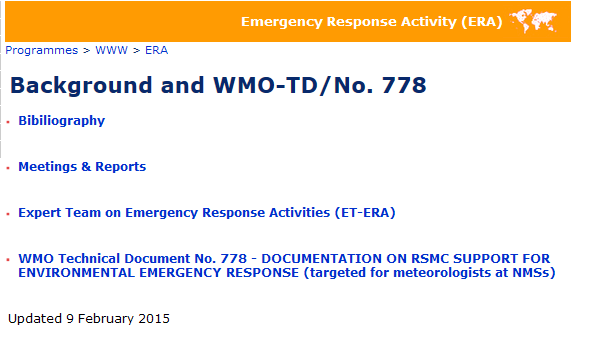 Emergency Response Activity (ERA)
Programmes > WWW > ERA
Background and WMO-TD/No. 778
Bibiliography
Meetings & Reports
Expert Team on Emergency Response Activities (ET-ERA)
WMO Technical Document No. 778 - DOCUMENTATION ON RSMC SUPPORT FOR
ENVIRONMENTAL EMERGENCY RESPONSE (targeted for meteorologists at NMSs)
Updated 9 February 2015